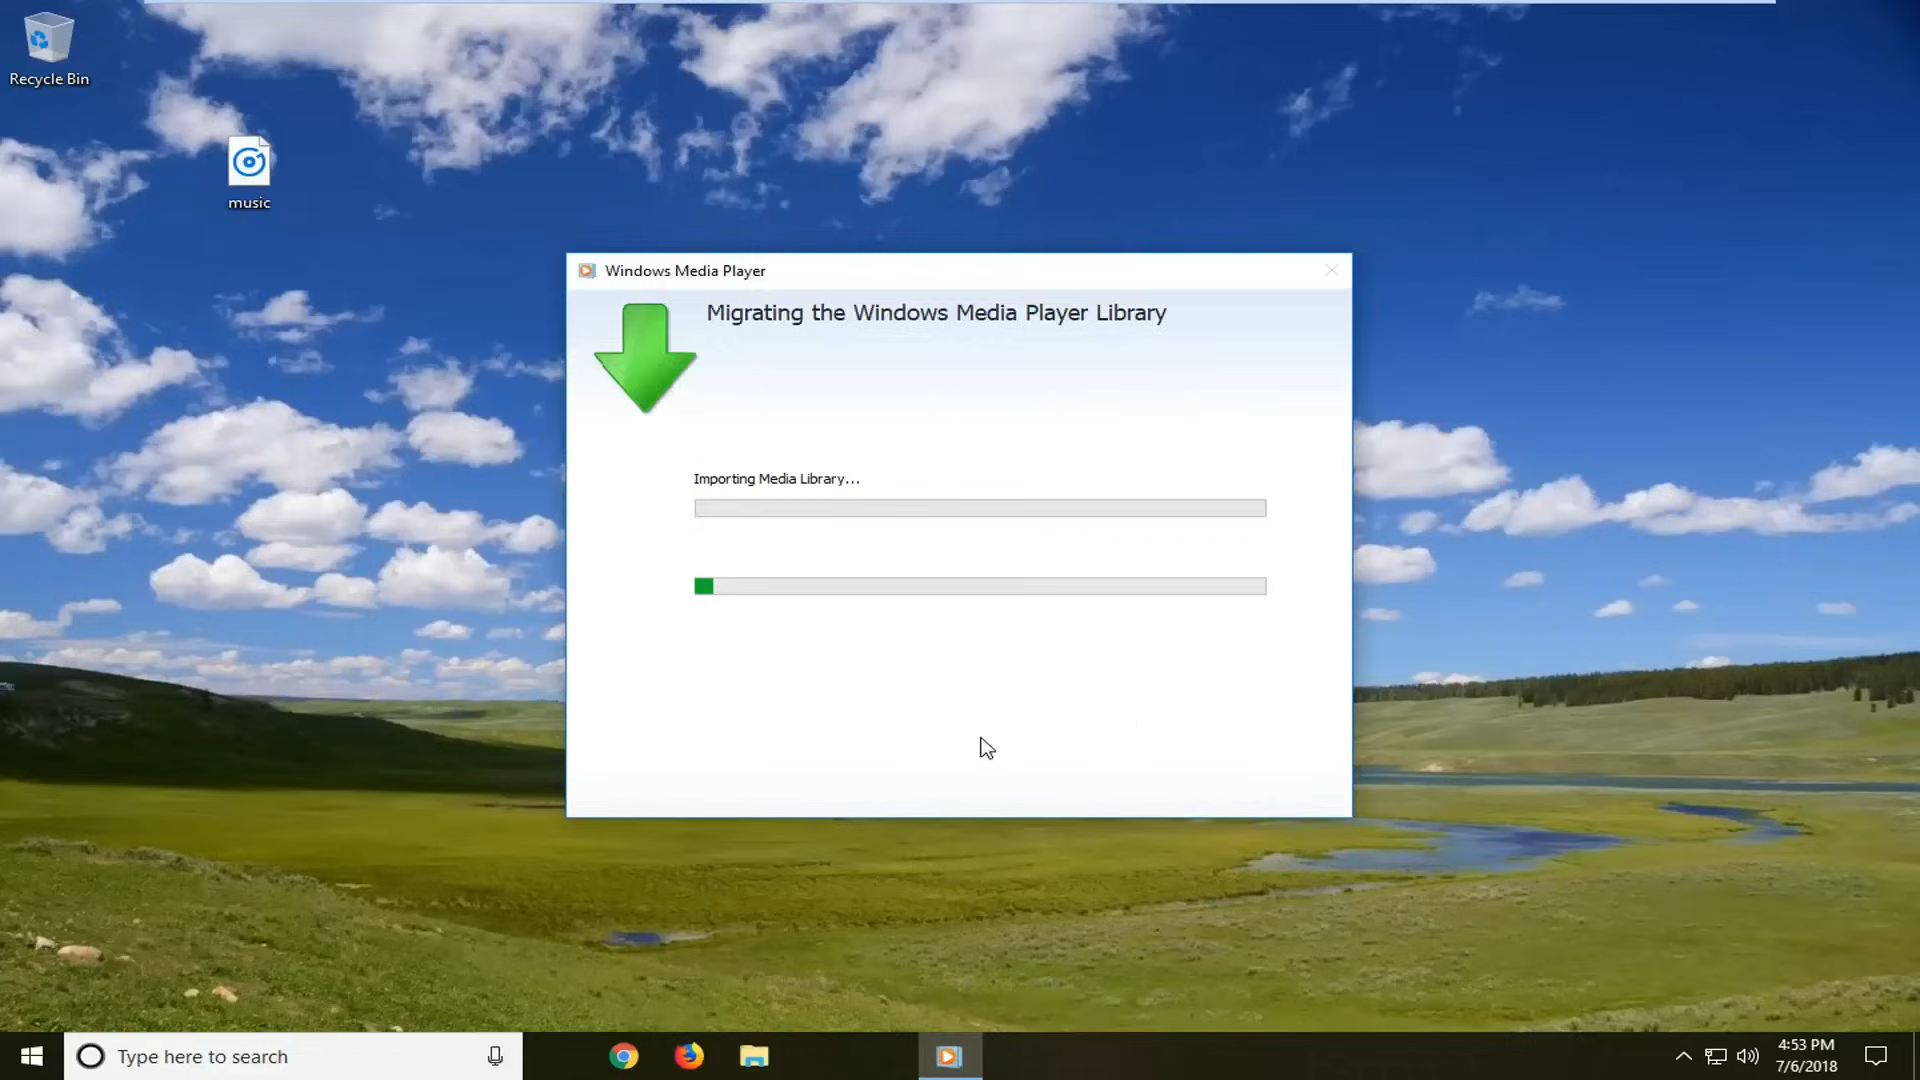 Recycle Bin
music
Windows Media Player
Migrating the Windows Media Player Library
Importing Media Library...
Type here to search
4:53 PM
7/6/2018